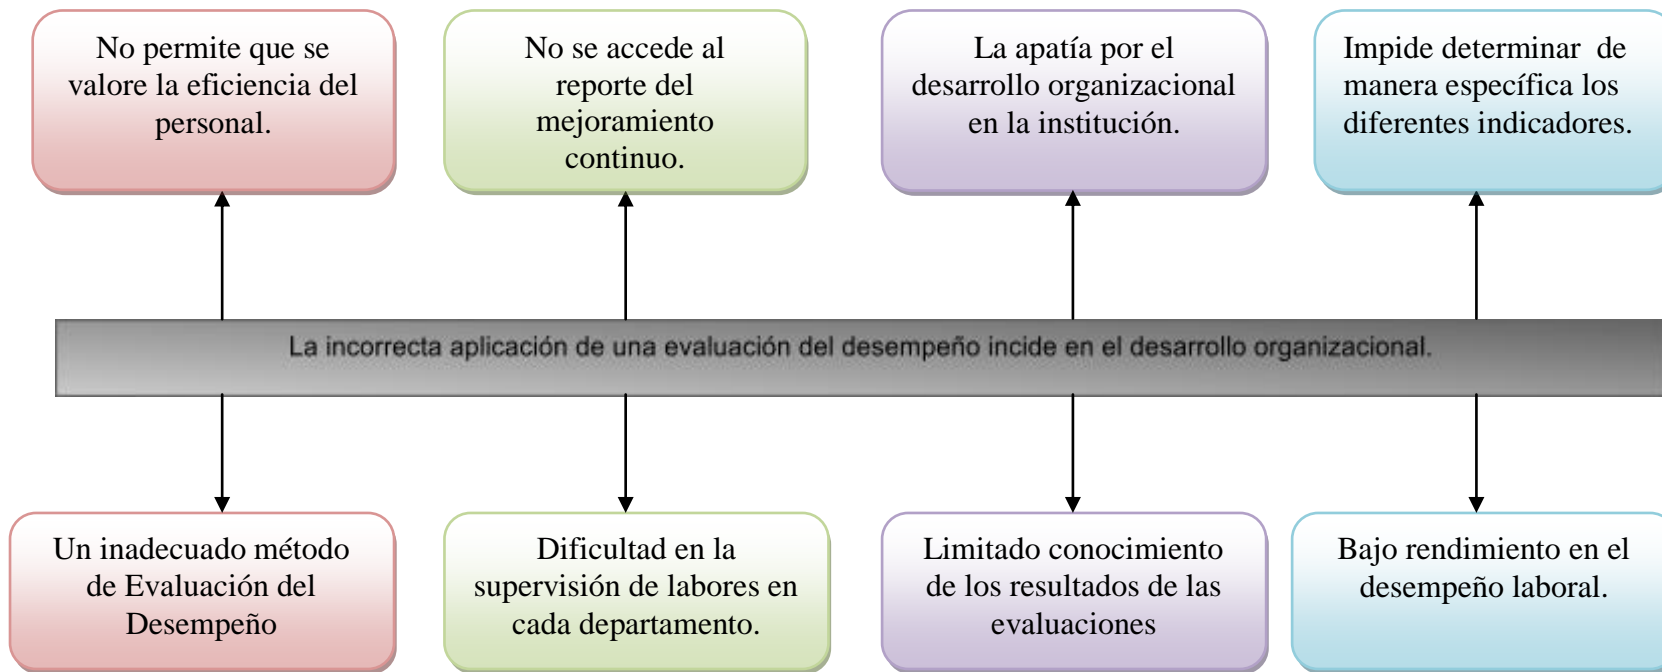 No permite que se
valore la eficiencia del
personal.
No se accede al
reporte del
mejoramiento
continuo.
La apatía por el
desarrollo organizacional
en la institución.
Impide determinar de
manera específica los
diferentes indicadores.
La incorrecta aplicación de una evaluación del desempeño incide en el desarrollo organizacional.
Un inadecuado método
de Evaluación del
Desempeño
Dificultad en la
supervisión de labores en
cada departamento.
Limitado conocimiento
de los resultados de las
evaluaciones
Bajo rendimiento en el
desempeño laboral.